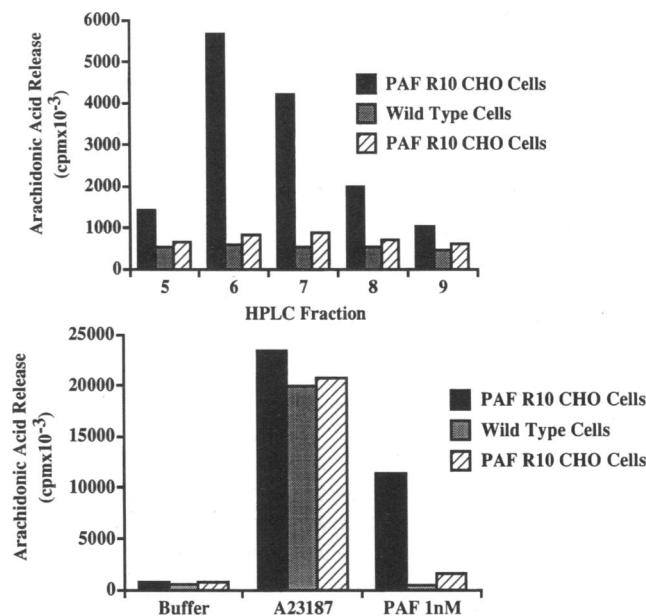 Arachidonic Acid Release
(cpmx10-3)
6000
5000
4000
3000
2000
1000
0
PAF R10 CHO Cells
Wild Type Cells
PAF R10 CHO Cells
5 6 7 8 9
HPLC Fraction
Arachidonic Acid Release
(cpmx10-3)
25000
20000
15000
10000
5000
0
PAF R10 CHO Cells
Wild Type Cells
PAF R10 CHO Cells
Buffer A23187 PAF 1nM